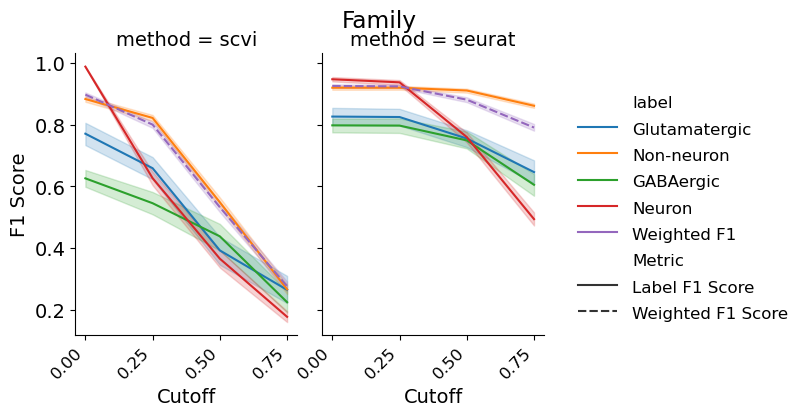 Family
method = scvi
method = seurat
F1 Score
1.0
0.8
0.6
0.4
0.2
0.00
0.25
0.50
0.75
Cutoff
0.00
0.25
0.50
0.75
Cutoff
label
Glutamatergic
Non-neuron
GABAergic
Neuron
Weighted F1
Metric
Label F1 Score
Weighted F1 Score